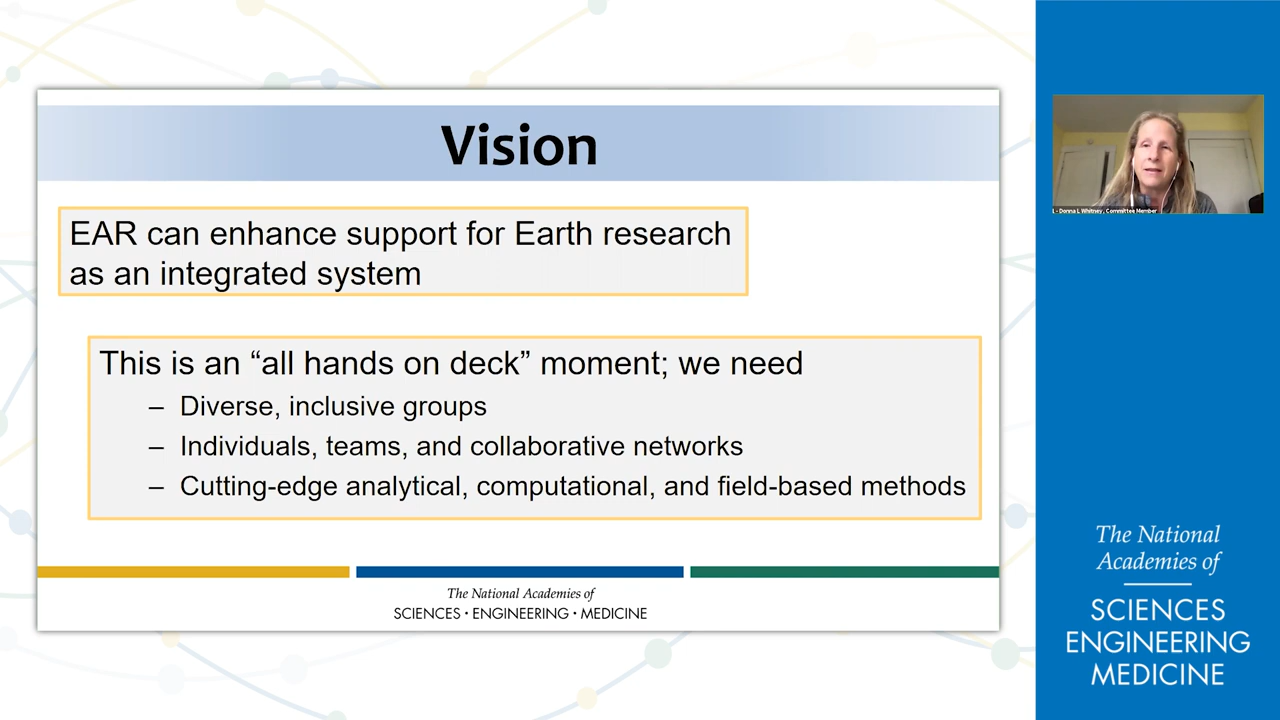 Vision
EAR can enhance support for Earth research
as an integrated system
This is an “all hands on deck” moment; we need
– Diverse, inclusive groups
– Individuals, teams, and collaborative networks
– Cutting-edge analytical, computational, and field-based methods
The National Academies of
SCIENCES • ENGINEERING • MEDICINE
Donna L Whitney, Committee Member
The National
Academies of
SCIENCES
ENGINEERING
MEDICINE